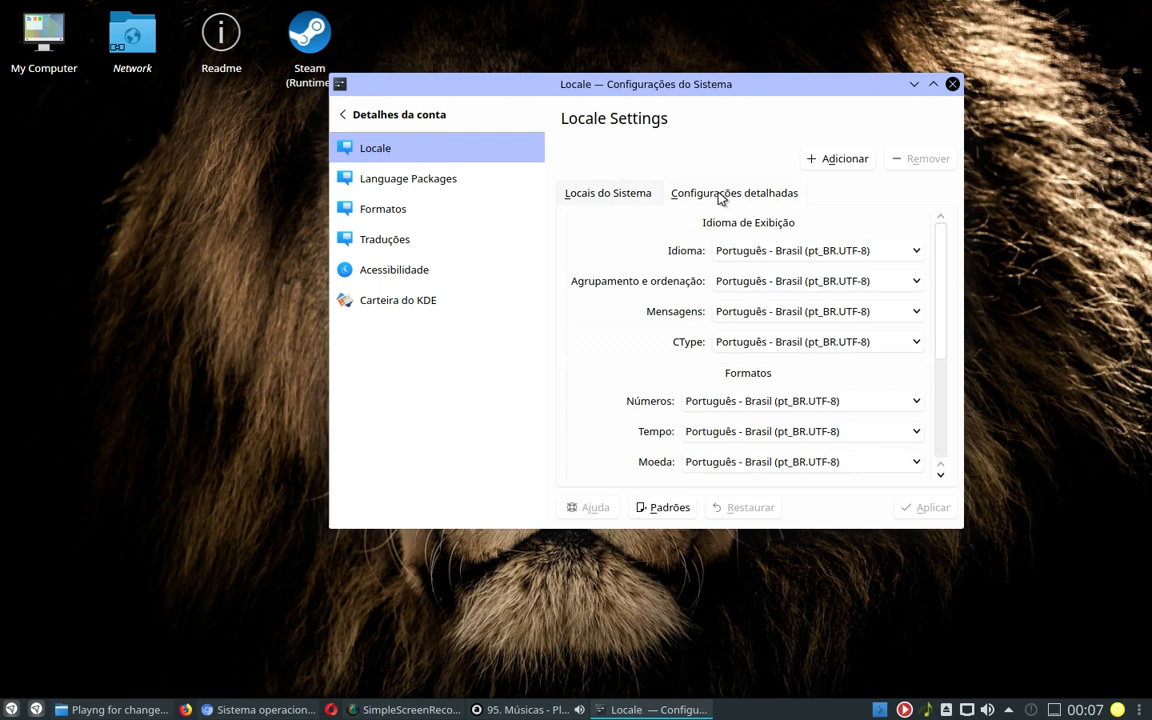 My Computer
Network
Readme
Steam
(Runtime
Locale — Configurações do Sistema
Detalhes da conta
Locale
Language Packages
Formatos
Traduções
Acessibilidade
Carteira do KDE
Locale Settings
Adicionar
Remover
Locais do Sistema
Configurações detalhadas
Idioma de Exibição
Idioma: Português - Brasil (pt_BR.UTF-8)
Agrupamento e ordenação: Português - Brasil (pt_BR.UTF-8)
Mensagens: Português - Brasil (pt_BR.UTF-8)
CType: Português - Brasil (pt_BR.UTF-8)
Formatos
Números: Português - Brasil (pt_BR.UTF-8)
Tempo: Português - Brasil (pt_BR.UTF-8)
Moeda: Português - Brasil (pt_BR.UTF-8)
Ajuda
Padrões
Restaurar
Aplicar
Playng for change...
Sistema operacion...
SimpleScreenReco...
95. Músicas - Pl...
Locale — Configu...
00:07